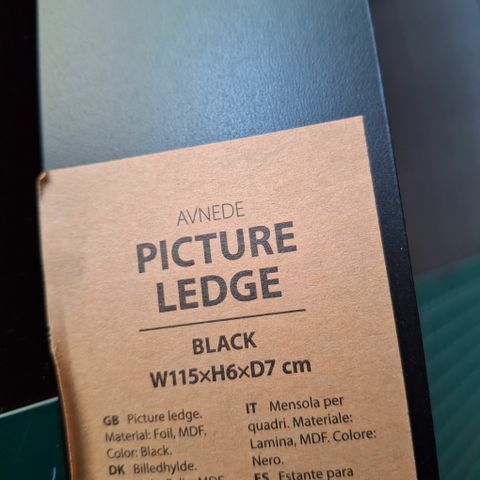 AVNEDE
PICTURE
LEDGE
BLACK
W115×H6×D7 cm
GB Picture ledge.
Material: Foil, MDF.
Color: Black.
DK Billedhylde.
IT Mensola per
quadri. Materiale:
Lamina, MDF. Colore:
Nero.
ES Estante para